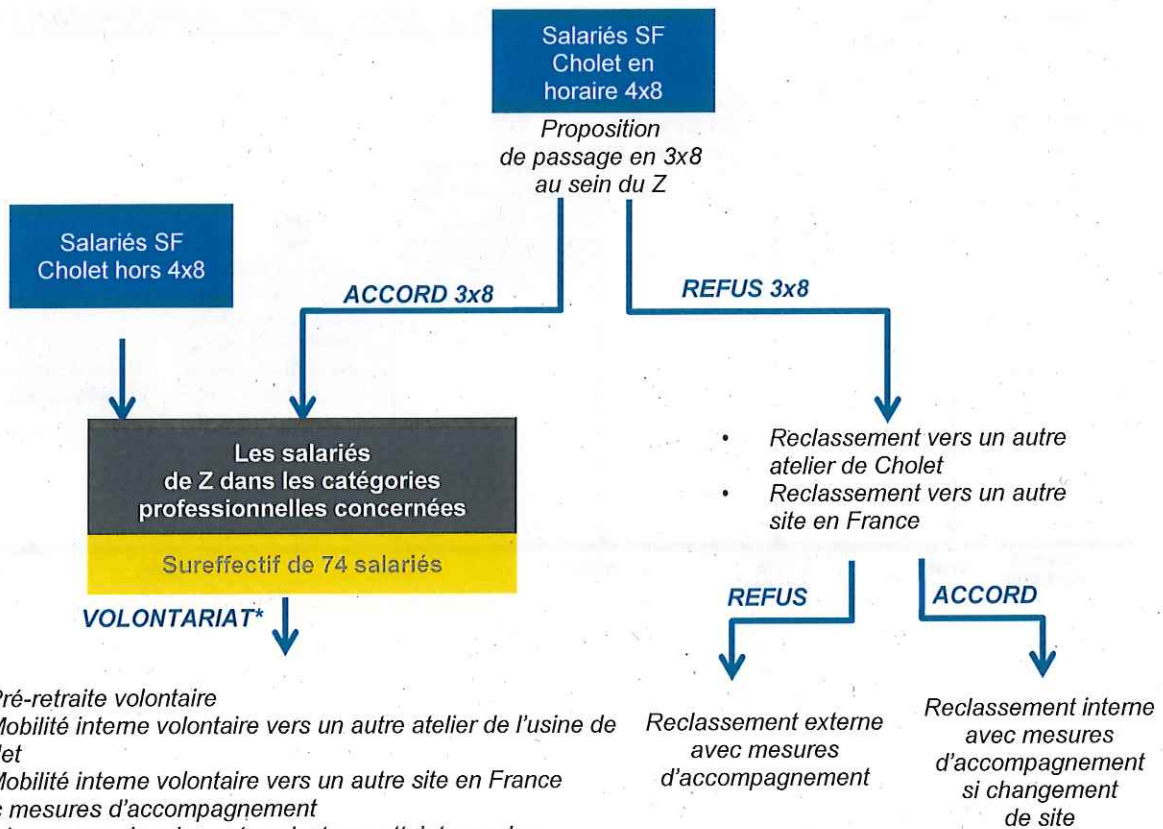 Salariés SF
Cholet en
horaire 4x8
Proposition
de passage en 3x8
au sein du Z
Salariés SF
Cholet hors 4x8
ACCORD 3x8
REFUS 3x8
Les salariés
de Z dans les catégories
professionnelles concernées
Sureffectif de 74 salariés
• Reclassement vers un autre
atelier de Cholet
• Reclassement vers un autre
site en France
VOLONTARIAT*
REFUS
ACCORD
Pré-retraite volontaire
Mobilité interne volontaire vers un autre atelier de l'usine de
Mobilité interne volontaire vers un autre site en France
mesures d'accompagnement
Reclassement externe
avec mesures
d'accompagnement
Reclassement interne
avec mesures
d'accompagnement
si changement
de site